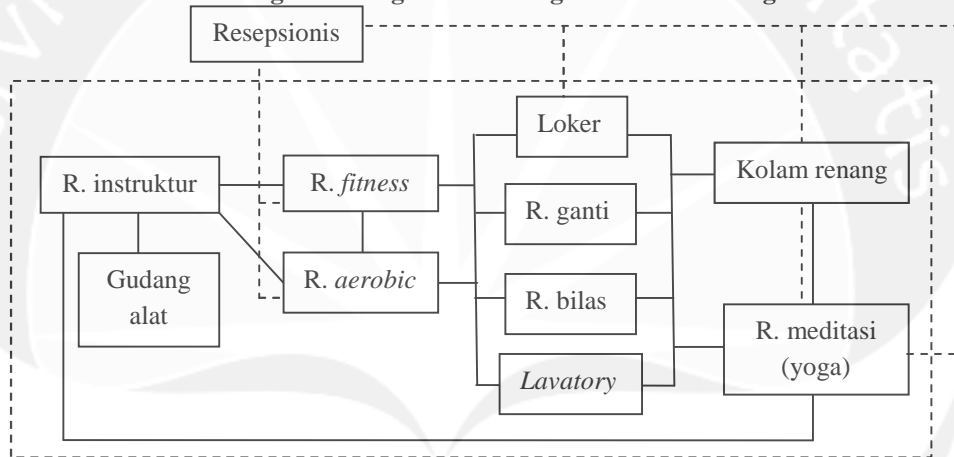 Resepsionis
Loker
R. instruktur
R. fitness
Kolam renang
R. ganti
Gudang
alat
R. aerobic
R. bilas
R. meditasi
(yoga)
Lavatory